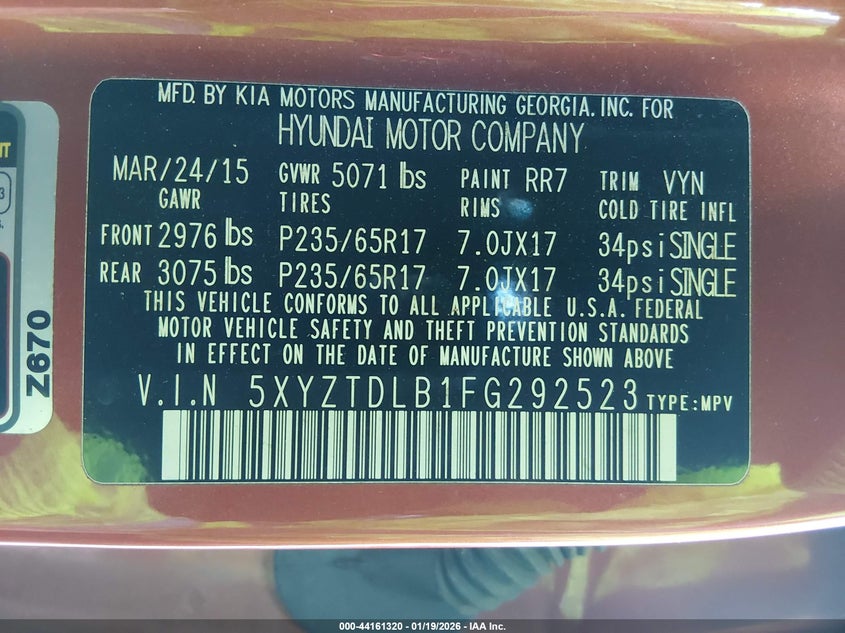 MFD. BY KIA MOTORS MANUFACTURING GEORGIA. INC. FOR
HYUNDAI MOTOR COMPANY
MAR/24/15 GVWR 5071 lbs PAINT RR7 TRIM VYN
GAWR TIRES RIMS COLD TIRE INFL
FRONT 2976 lbs P235/65R17 7.0JX17 34psi SINGLE
REAR 3075 lbs P235/65R17 7.0JX17 34psi SINGLE
THIS VEHICLE CONFORMS TO ALL APPLICABLE U.S.A. FEDERAL
MOTOR VEHICLE SAFETY AND THEFT PREVENTION STANDARDS
IN EFFECT ON THE DATE OF MANUFACTURE SHOWN ABOVE
V.I.N 5XYZTDLB1FG292523 TYPE:MPV
Z670
000-44161320 - 01/19/2026 - IAA Inc.